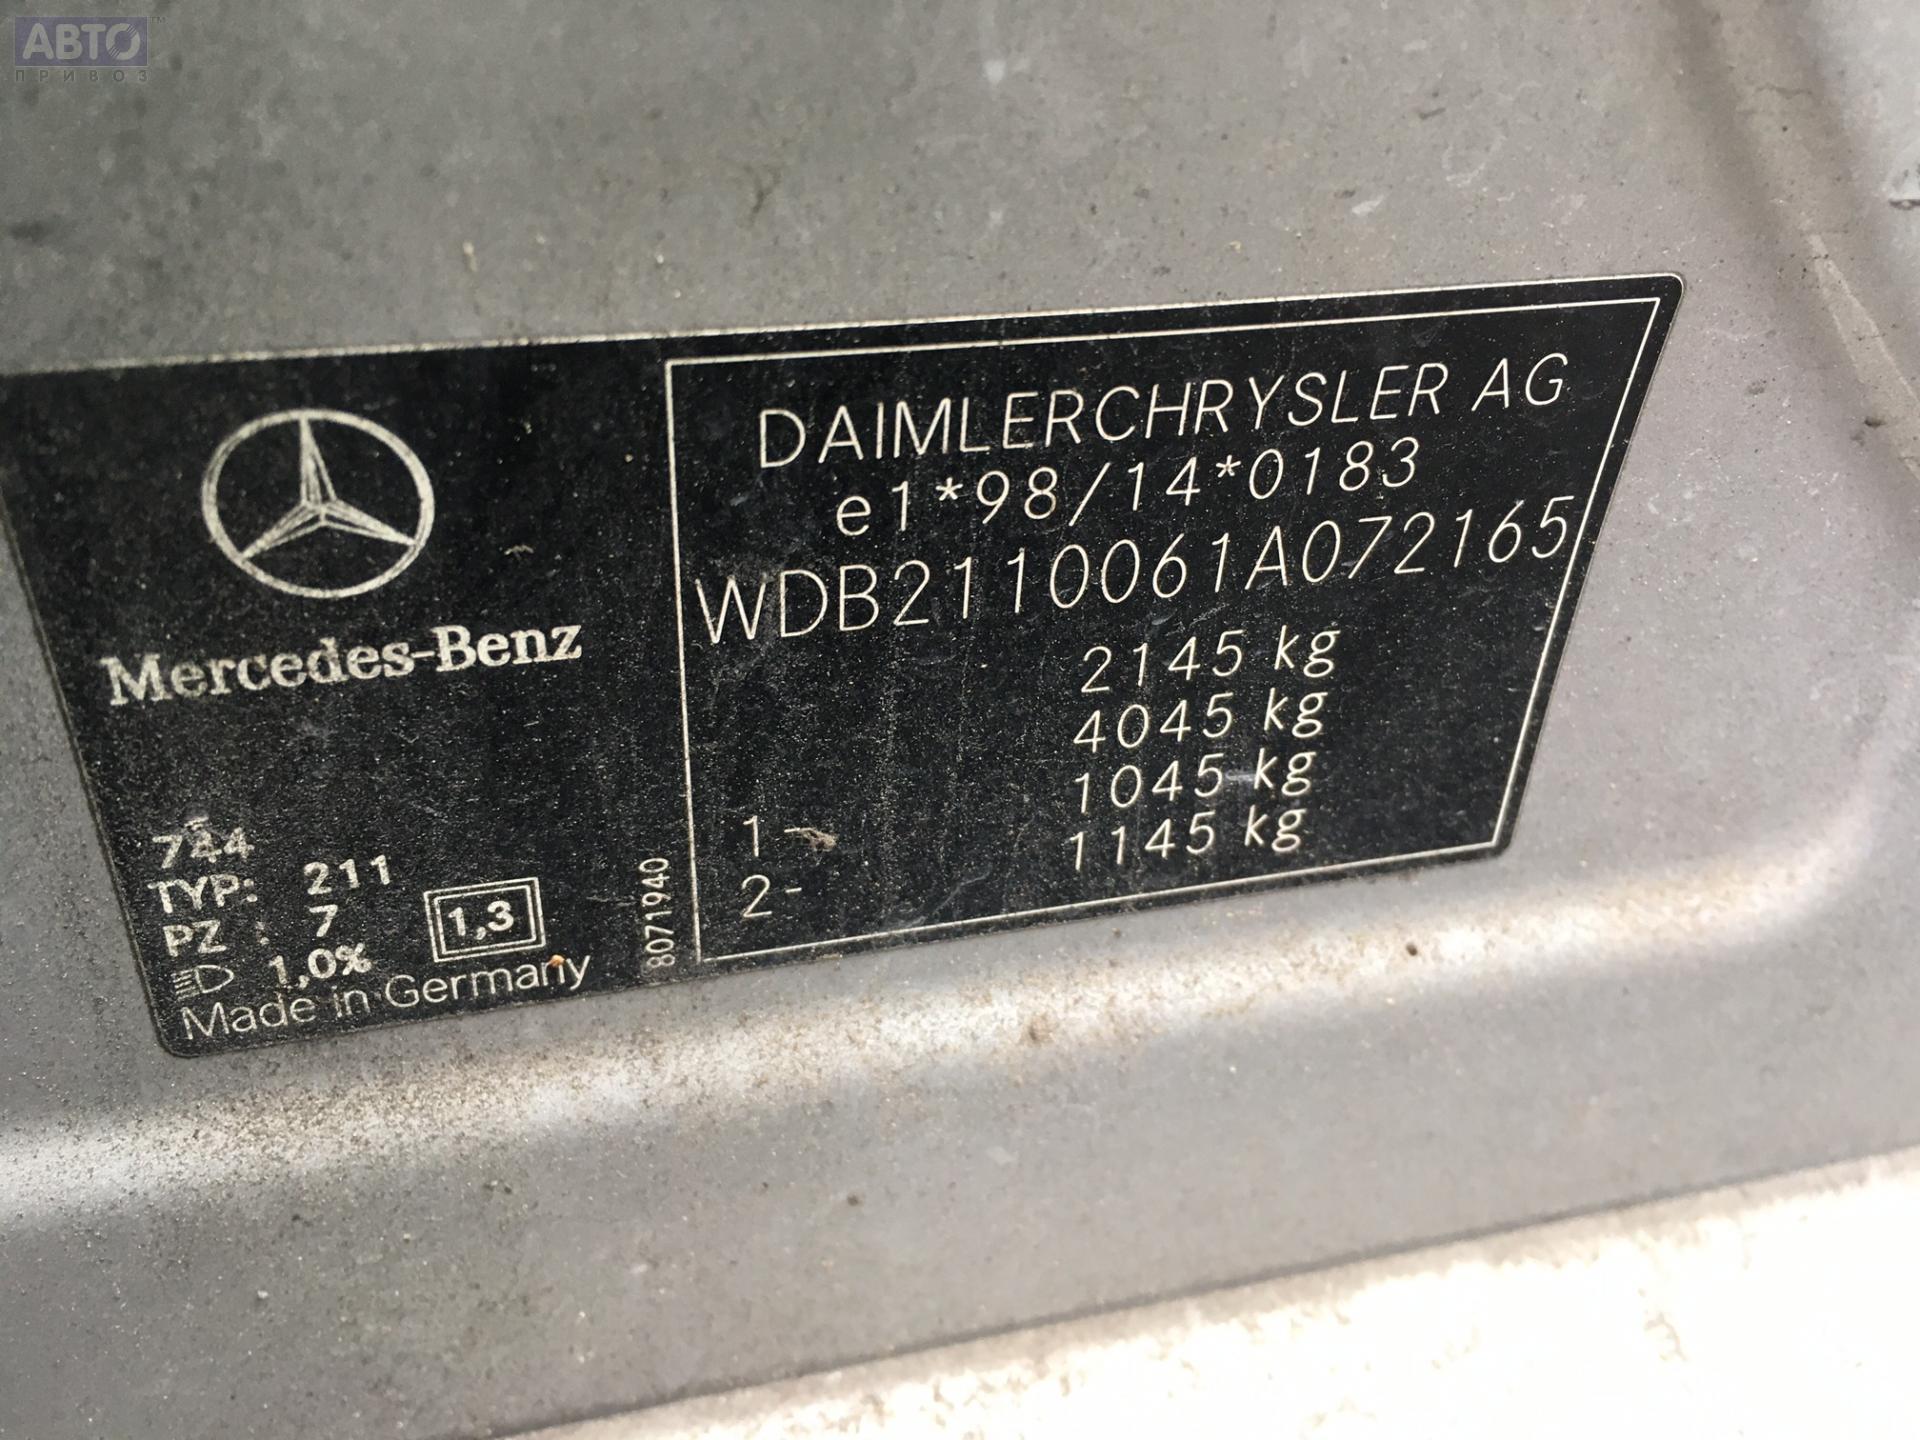 АВТО™
ПРИВОЗ
Mercedes-Benz
744
TYP: 211
PZ : 7
1,0%
1,3
Made in Germany
8071940
DAIMLERCHRYSLER AG
e1*98/14*0183
WDB2110061A072165
2145 kg
4045 kg
1- 1045 kg
2- 1145 kg